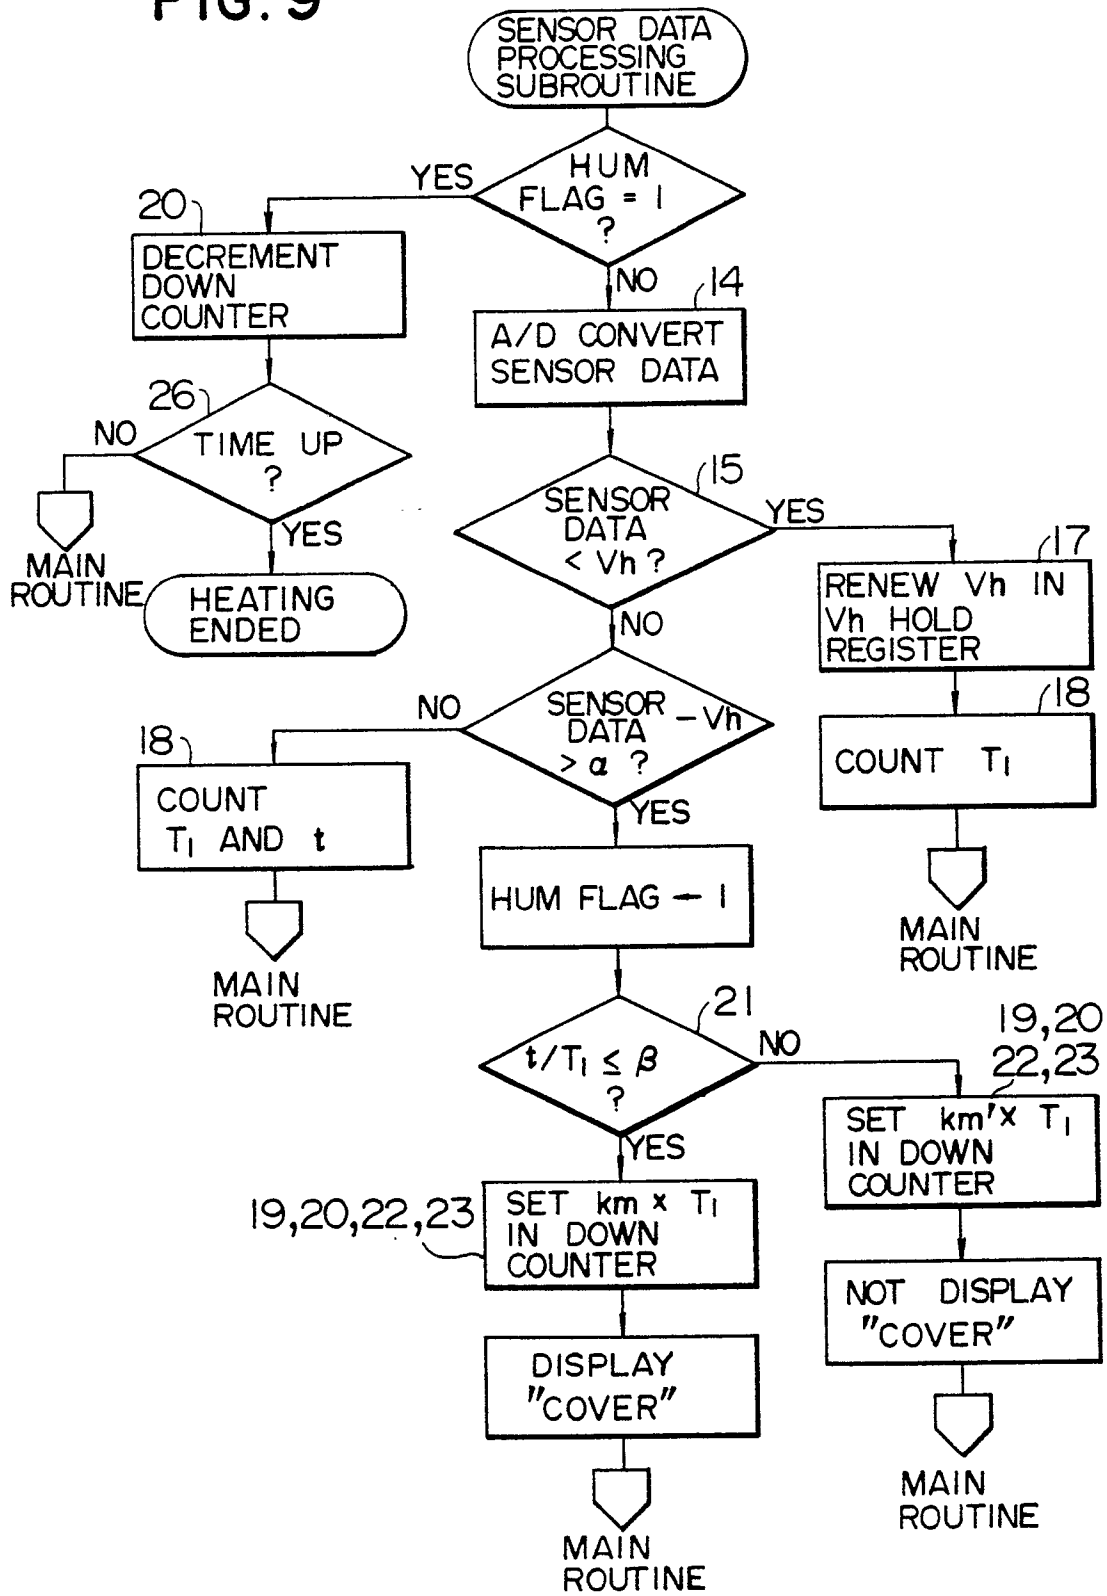 FIG. 9
SENSOR DATA
PROCESSING
SUBROUTINE
HUM
FLAG = 1
?
YES
NO
20
DECREMENT
DOWN
COUNTER
14
A/D CONVERT
SENSOR DATA
26
TIME UP
?
NO
YES
MAIN
ROUTINE
HEATING
ENDED
15
SENSOR
DATA
< Vh ?
YES
NO
17
RENEW Vh IN
Vh HOLD
REGISTER
18
COUNT T1
MAIN
ROUTINE
SENSOR
DATA - Vh
> α ?
NO
YES
18
COUNT
T1 AND t
MAIN
ROUTINE
HUM FLAG ← 1
21
t/T1 ≤ β
?
NO
YES
19,20
22,23
SET km' x T1
IN DOWN
COUNTER
19,20,22,23
SET km x T1
IN DOWN
COUNTER
NOT DISPLAY
"COVER"
DISPLAY
"COVER"
MAIN
ROUTINE
MAIN
ROUTINE